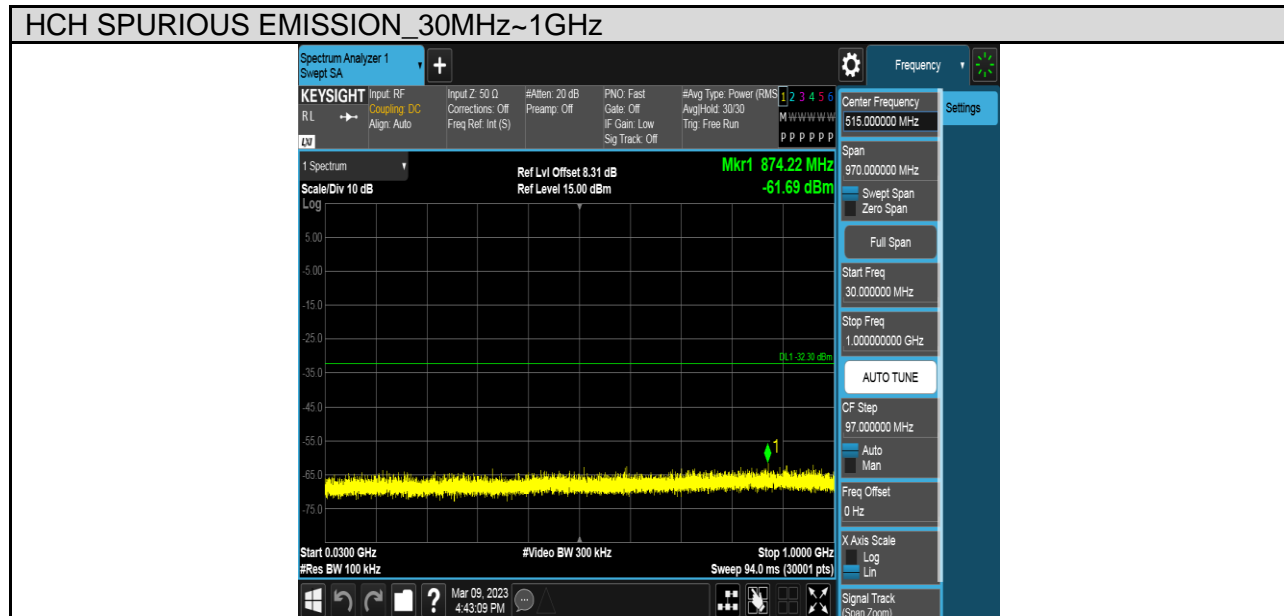 HCH SPURIOUS EMISSION_30MHz~1GHz
Spectrum Analyzer 1
Swept SA
+
Frequency
KEYSIGHT
RL
LXI
Input: RF
Coupling: DC
Align: Auto
Input Z: 50 Ω
Corrections: Off
Freq Ref: Int (S)
#Atten: 20 dB
Preamp: Off
PNO: Fast
Gate: Off
IF Gain: Low
Sig Track: Off
#Avg Type: Power (RMS
Avg|Hold: 30/30
Trig: Free Run
1 2 3 4 5 6
M W W W W W
P P P P P P
1 Spectrum
Scale/Div 10 dB
Ref Lvl Offset 8.31 dB
Ref Level 15.00 dBm
Mkr1 874.22 MHz
-61.69 dBm
Log
5.00
-5.00
-15.0
-25.0
DL1 -32.30 dBm
-35.0
-45.0
-55.0
1
-65.0
-75.0
Start 0.0300 GHz
#Video BW 300 kHz
Stop 1.0000 GHz
#Res BW 100 kHz
Sweep 94.0 ms (30001 pts)
?
Mar 09, 2023
4:43:09 PM
Center Frequency
515.000000 MHz
Settings
Span
970.000000 MHz
Swept Span
Zero Span
Full Span
Start Freq
30.000000 MHz
Stop Freq
1.000000000 GHz
AUTO TUNE
CF Step
97.000000 MHz
Auto
Man
Freq Offset
0 Hz
X Axis Scale
Log
Lin
Signal Track
(Span Zoom)